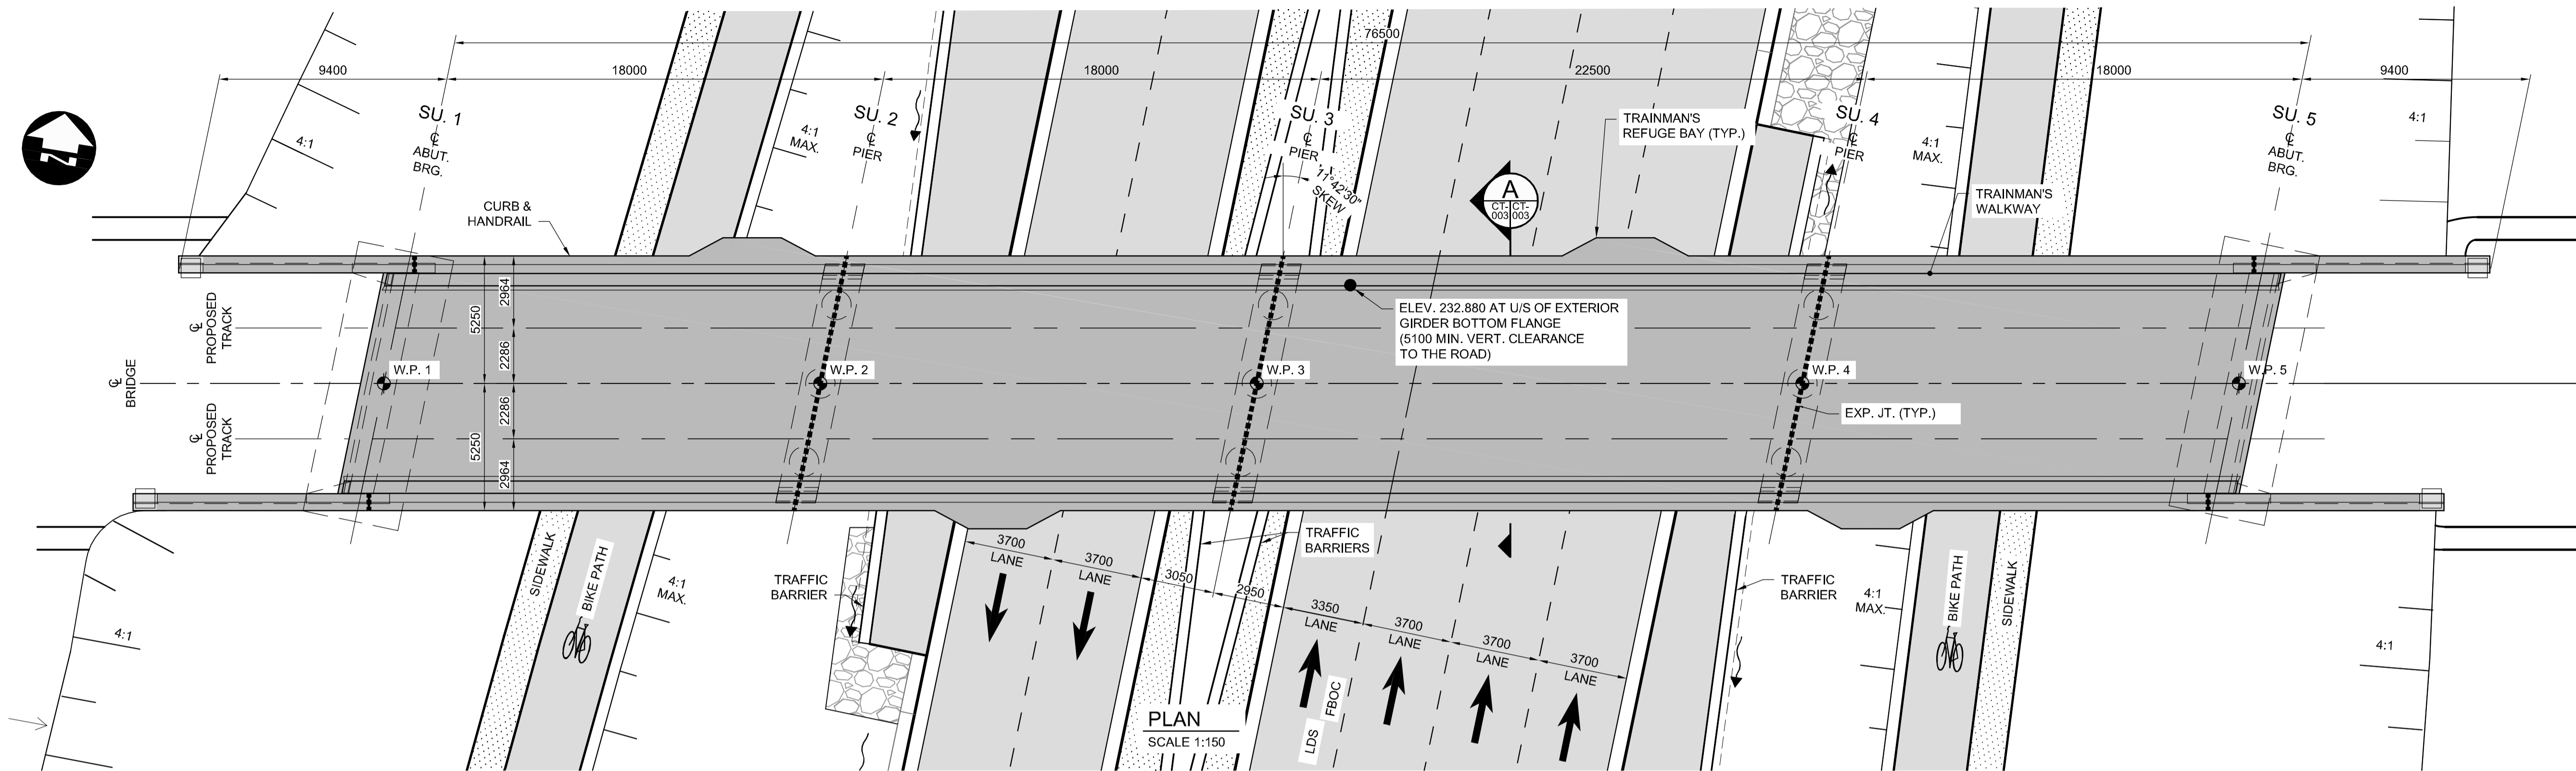 76500
9400
18000
18000
22500
18000
9400
SU. 1
℄
ABUT.
BRG.
SU. 2
℄
PIER
SU. 3
℄
PIER
SU. 4
℄
PIER
SU. 5
℄
ABUT.
BRG.
4:1
4:1
MAX.
4:1
MAX.
4:1
N
11°42'30"
SKEW
TRAINMAN'S
REFUGE BAY (TYP.)
A
CT-003
CT-003
TRAINMAN'S
WALKWAY
CURB &
HANDRAIL
℄
PROPOSED
TRACK
℄
BRIDGE
℄
PROPOSED
TRACK
5250
2964
2286
2286
5250
2964
ELEV. 232.880 AT U/S OF EXTERIOR
GIRDER BOTTOM FLANGE
(5100 MIN. VERT. CLEARANCE
TO THE ROAD)
W.P. 1
W.P. 2
W.P. 3
W.P. 4
W.P. 5
EXP. JT. (TYP.)
SIDEWALK
BIKE PATH
4:1
4:1
MAX.
TRAFFIC
BARRIER
3700
LANE
3700
LANE
3050
2950
3350
LANE
3700
LANE
3700
LANE
3700
LANE
TRAFFIC
BARRIERS
TRAFFIC
BARRIER
4:1
MAX.
BIKE PATH
SIDEWALK
4:1
LDS
FBOC
PLAN
SCALE 1:150